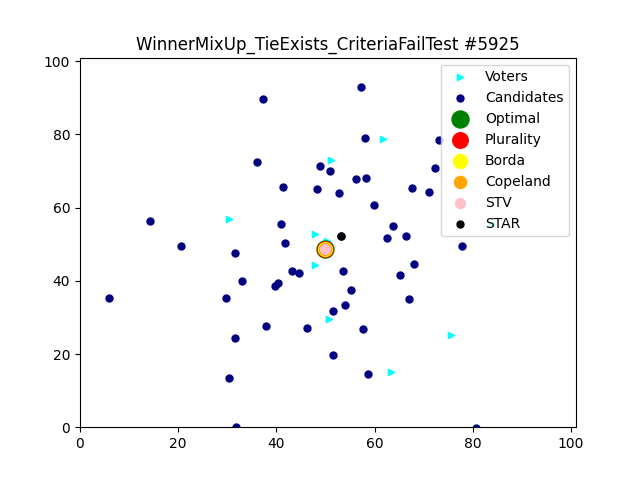 WinnerMixUp_TieExists_CriteriaFailTest #5925
100
80
60
40
20
0
0 20 40 60 80 100
Voters
Candidates
Optimal
Plurality
Borda
Copeland
STV
STAR